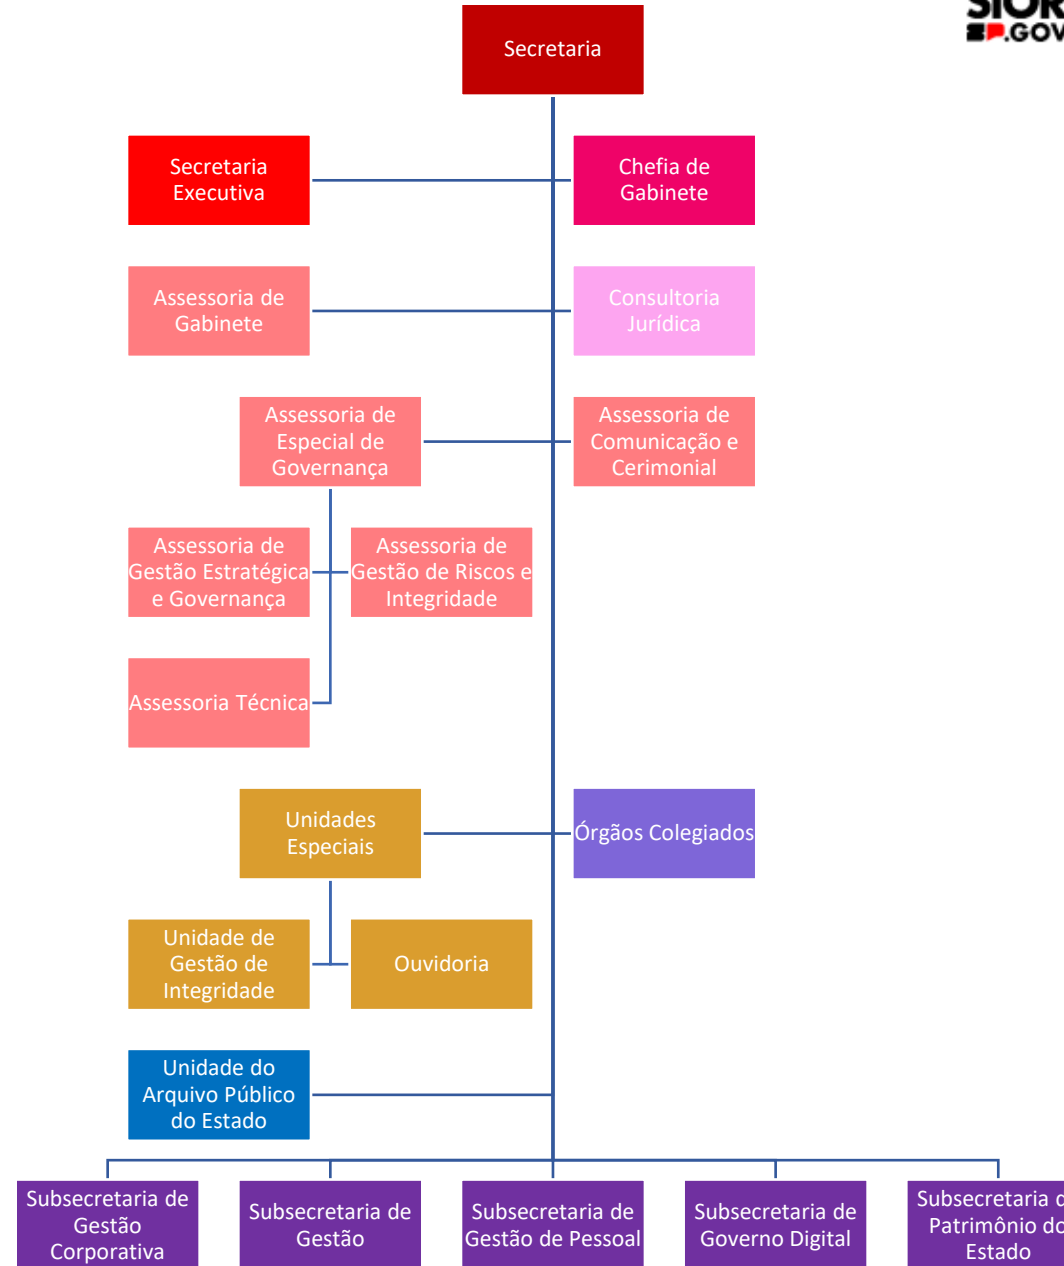 Secretaria
Secretaria
Executiva
Chefia de
Gabinete
Assessoria de
Gabinete
Consultoria
Jurídica
Assessoria de
Especial de
Governança
Assessoria de
Comunicação e
Cerimonial
Assessoria de
Gestão Estratégica
e Governança
Assessoria de
Gestão de Riscos e
Integridade
Assessoria Técnica
Unidades
Especiais
Órgãos Colegiados
Unidade de
Gestão de
Integridade
Ouvidoria
Unidade do
Arquivo Público
do Estado
Subsecretaria de
Gestão
Corporativa
Subsecretaria de
Gestão
Subsecretaria de
Gestão de Pessoal
Subsecretaria de
Governo Digital
Subsecretaria
Patrimônio do
Estado